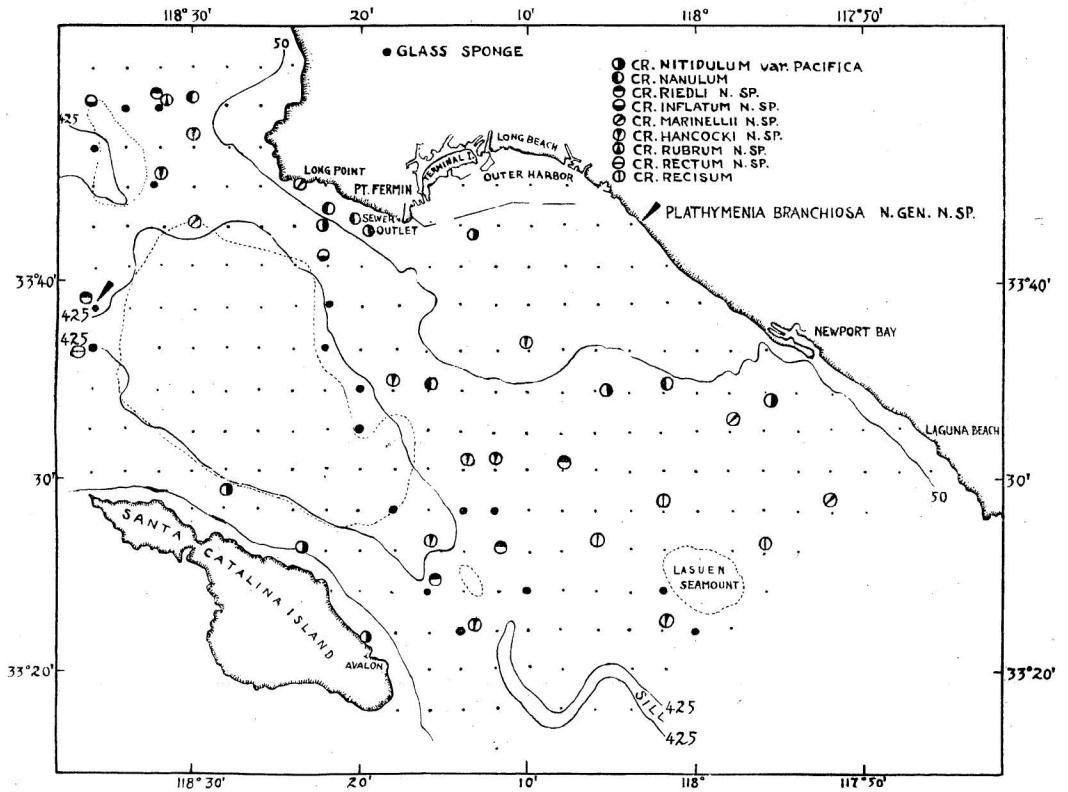 118°30'
20'
10'
118°
117°50'
50
GLASS SPONGE
CR. NITIDULUM var. PACIFICA
CR. NANULUM
CR. RIEDLI N. SP.
CR. INFLATUM N. SP.
CR. MARINELLII N.SP.
CR. HANCOCKI N. SP.
CR. RUBRUM N. SP.
CR. RECTUM N. SP.
CR. RECISUM
425
LONG BEACH
TERMINAL I.
LONG POINT
OUTER HARBOR
PT. FERMIN
SEWER
OUTLET
PLATHYMENIA BRANCHIOSA N. GEN. N. SP.
33°40'
33°40'
425
425
NEWPORT BAY
LAGUNA BEACH
30'
30'
50
SANTA CATALINA ISLAND
LASUEN
SEAMOUNT
AVALON
33°20'
33°20'
SILL
425
425
118°30'
20'
10'
118°
117°50'